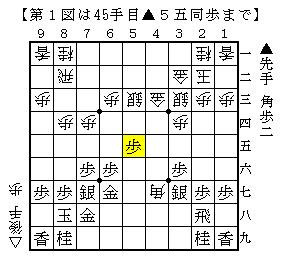 【第１図は45手目▲５五同歩まで】
９ ８ ７ ６ ５ ４ ３ ２ １
香 桂 桂 香 一
飛 金 王 二
歩 歩 銀 金 銀 歩 歩 三
歩 歩 歩 四
歩 五
歩 歩 歩 六
歩 歩 銀 金 角 銀 歩 歩 七
玉 金 飛 八
香 桂 桂 香 九
▲先手 角歩二
△後手 歩